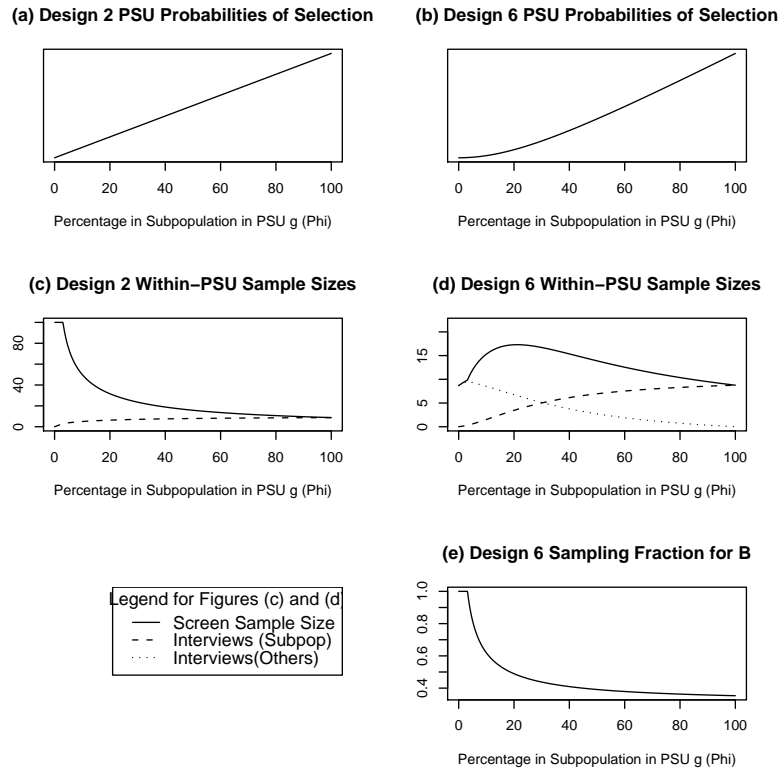 (a) Design 2 PSU Probabilities of Selection
0 20 40 60 80 100
Percentage in Subpopulation in PSU g (Phi)
(b) Design 6 PSU Probabilities of Selection
0 20 40 60 80 100
Percentage in Subpopulation in PSU g (Phi)
(c) Design 2 Within−PSU Sample Sizes
80
40
0
0 20 40 60 80 100
Percentage in Subpopulation in PSU g (Phi)
(d) Design 6 Within−PSU Sample Sizes
15
5
0
0 20 40 60 80 100
Percentage in Subpopulation in PSU g (Phi)
Legend for Figures (c) and (d)
Screen Sample Size
Interviews (Subpop)
Interviews(Others)
(e) Design 6 Sampling Fraction for B
1.0
0.8
0.6
0.4
0 20 40 60 80 100
Percentage in Subpopulation in PSU g (Phi)